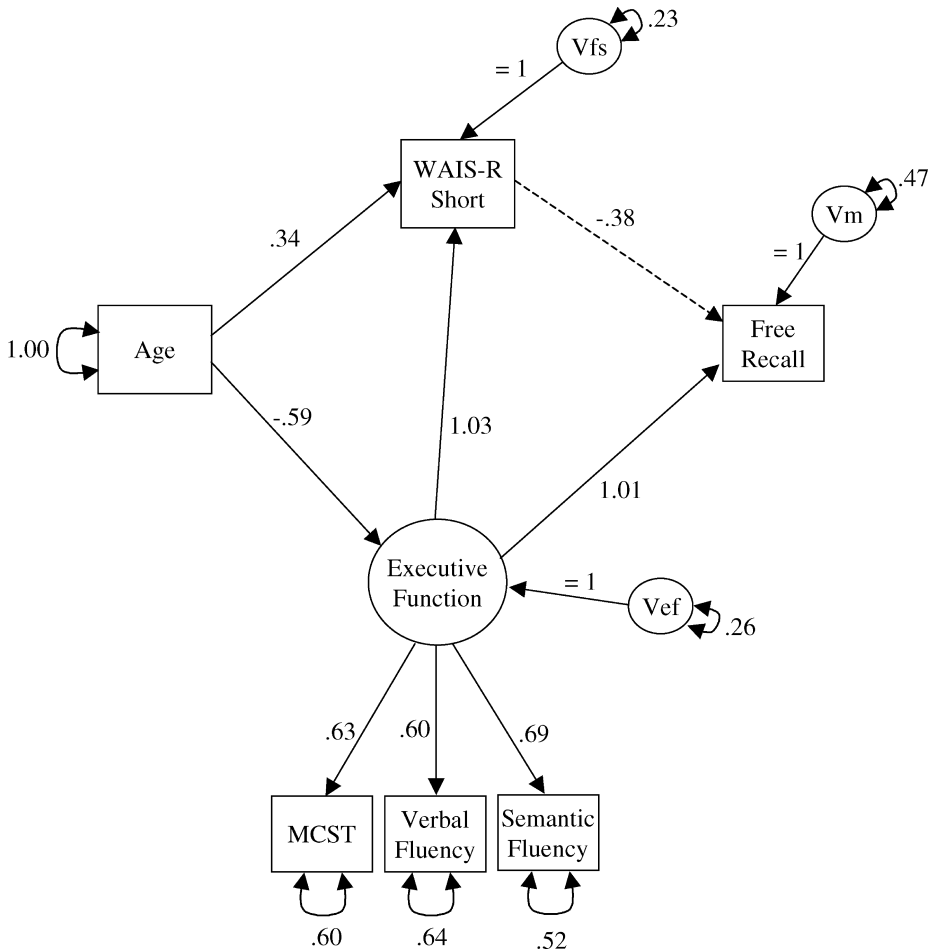 Vfs
.23
= 1
WAIS-R
Short
Vm
.47
-.38
= 1
.34
1.00
Age
Free
Recall
-.59
1.03
1.01
Executive
Function
= 1
Vef
.26
.63
.60
.69
MCST
Verbal
Fluency
Semantic
Fluency
.60
.64
.52